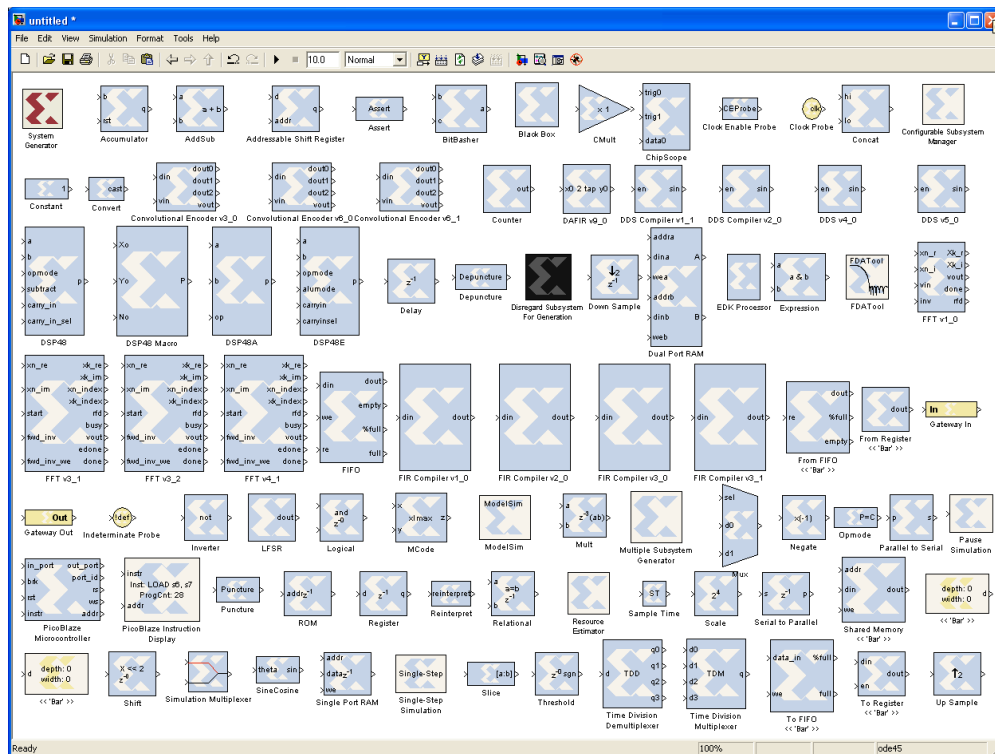 untitled *
File Edit View Simulation Format Tools Help
10.0 Normal
b
rst
q
Accumulator
a
b
a + b
AddSub
d
addr
q
Addressable Shift Register
Assert
Assert
b
c
a
BitBasher
Black Box
x 1
CMult
trig0
trig1
data0
ChipScope
CEProbe
Clock Enable Probe
clk
Clock Probe
hi
lo
Concat
Configurable Subsystem
Manager
System
Generator
1
Constant
cast
Convert
din
vin
dout0
dout1
dout2
vout
Convolutional Encoder v3_0
din
vin
dout0
dout1
dout2
vout
Convolutional Encoder v6_0
din
vin
dout0
dout1
dout2
vout
Convolutional Encoder v6_1
out
Counter
x0 2 tap y0
DAFIR v9_0
en sin
DDS Compiler v1_1
en sin
DDS Compiler v2_0
en sin
DDS v4_0
en sin
DDS v5_0
a
b
opmode
subtract
carry_in
carry_in_sel
p
DSP48
Xo
Yo
No
P
DSP48 Macro
a
b
op
p
DSP48A
a
b
opmode
alumode
carryin
carryinsel
p
DSP48E
z-1
Delay
Depuncture
Depuncture
Disregard Subsystem
For Generation
↓2
z-1
Down Sample
addra
dina
wea
addrb
dinb
web
A
B
Dual Port RAM
EDK Processor
a
b
a & b
Expression
FDATool
FDATool
xn_r
xn_i
vin
inv
Xk_r
Xk_i
vout
done
rfd
FFT v1_0
xn_re
xn_im
start
fwd_inv
fwd_inv_we
xk_re
xk_im
xn_index
xk_index
rfd
busy
vout
edone
done
FFT v3_1
xn_re
xn_im
start
fwd_inv
fwd_inv_we
xk_re
xk_im
xn_index
xk_index
rfd
busy
vout
edone
done
FFT v3_2
xn_re
xn_im
start
fwd_inv
fwd_inv_we
xk_re
xk_im
xn_index
xk_index
rfd
busy
vout
edone
done
FFT v4_1
din
we
re
dout
empty
%full
full
FIFO
din dout
FIR Compiler v1_0
din dout
FIR Compiler v2_0
din dout
FIR Compiler v3_0
din dout
FIR Compiler v3_1
re
dout
%full
empty
From FIFO
<< 'Bar' >>
dout
From Register
<< 'Bar' >>
In
Gateway In
Out
Gateway Out
!def
Indeterminate Probe
not
Inverter
dout
LFSR
and
z-0
Logical
x
y
xlmax z
MCode
ModelSim
ModelSim
a
b
z-3(ab)
Mult
Multiple Subsystem
Generator
sel
d0
d1
Mux
x(-1)
Negate
P=C
Opmode
p s
Parallel to Serial
Pause
Simulation
in_port
brk
rst
instr
out_port
port_id
rs
ws
addr
PicoBlaze
Microcontroller
instr
Inst: LOAD s6, s7
ProgCnt: 28
addr
PicoBlaze Instruction
Display
Puncture
Puncture
addrz-1
ROM
d z-1 q
Register
reinterpret
Reinterpret
a
b
a=b
z-0
Relational
Resource
Estimator
ST
Sample Time
24
Scale
s z-1 p
Serial to Parallel
addr
din
we
dout
Shared Memory
<< 'Bar' >>
depth: 0
width: 0
d
<< 'Bar' >>
d
depth: 0
width: 0
<< 'Bar' >>
X << 2
z-0
Shift
Simulation Multiplexer
theta sin
SineCosine
addr
dataz-1
we
Single Port RAM
Single-Step
Single-Step
Simulation
[a:b]
Slice
z-0 sgn
Threshold
d
TDD
q0
q1
q2
q3
Time Division
Demultiplexer
d0
d1
d2
d3
TDM
q
Time Division
Multiplexer
data_in
we
%full
full
To FIFO
<< 'Bar' >>
din
en
dout
To Register
<< 'Bar' >>
↑2
Up Sample
Ready 100% ode45